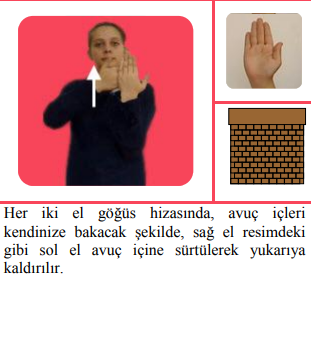 Her iki el göğüs hizasında, avuç içleri
kendinize bakacak şekilde, sağ el resimdeki
gibi sol el avuç içine sürtülerek yukarıya
kaldırılır.